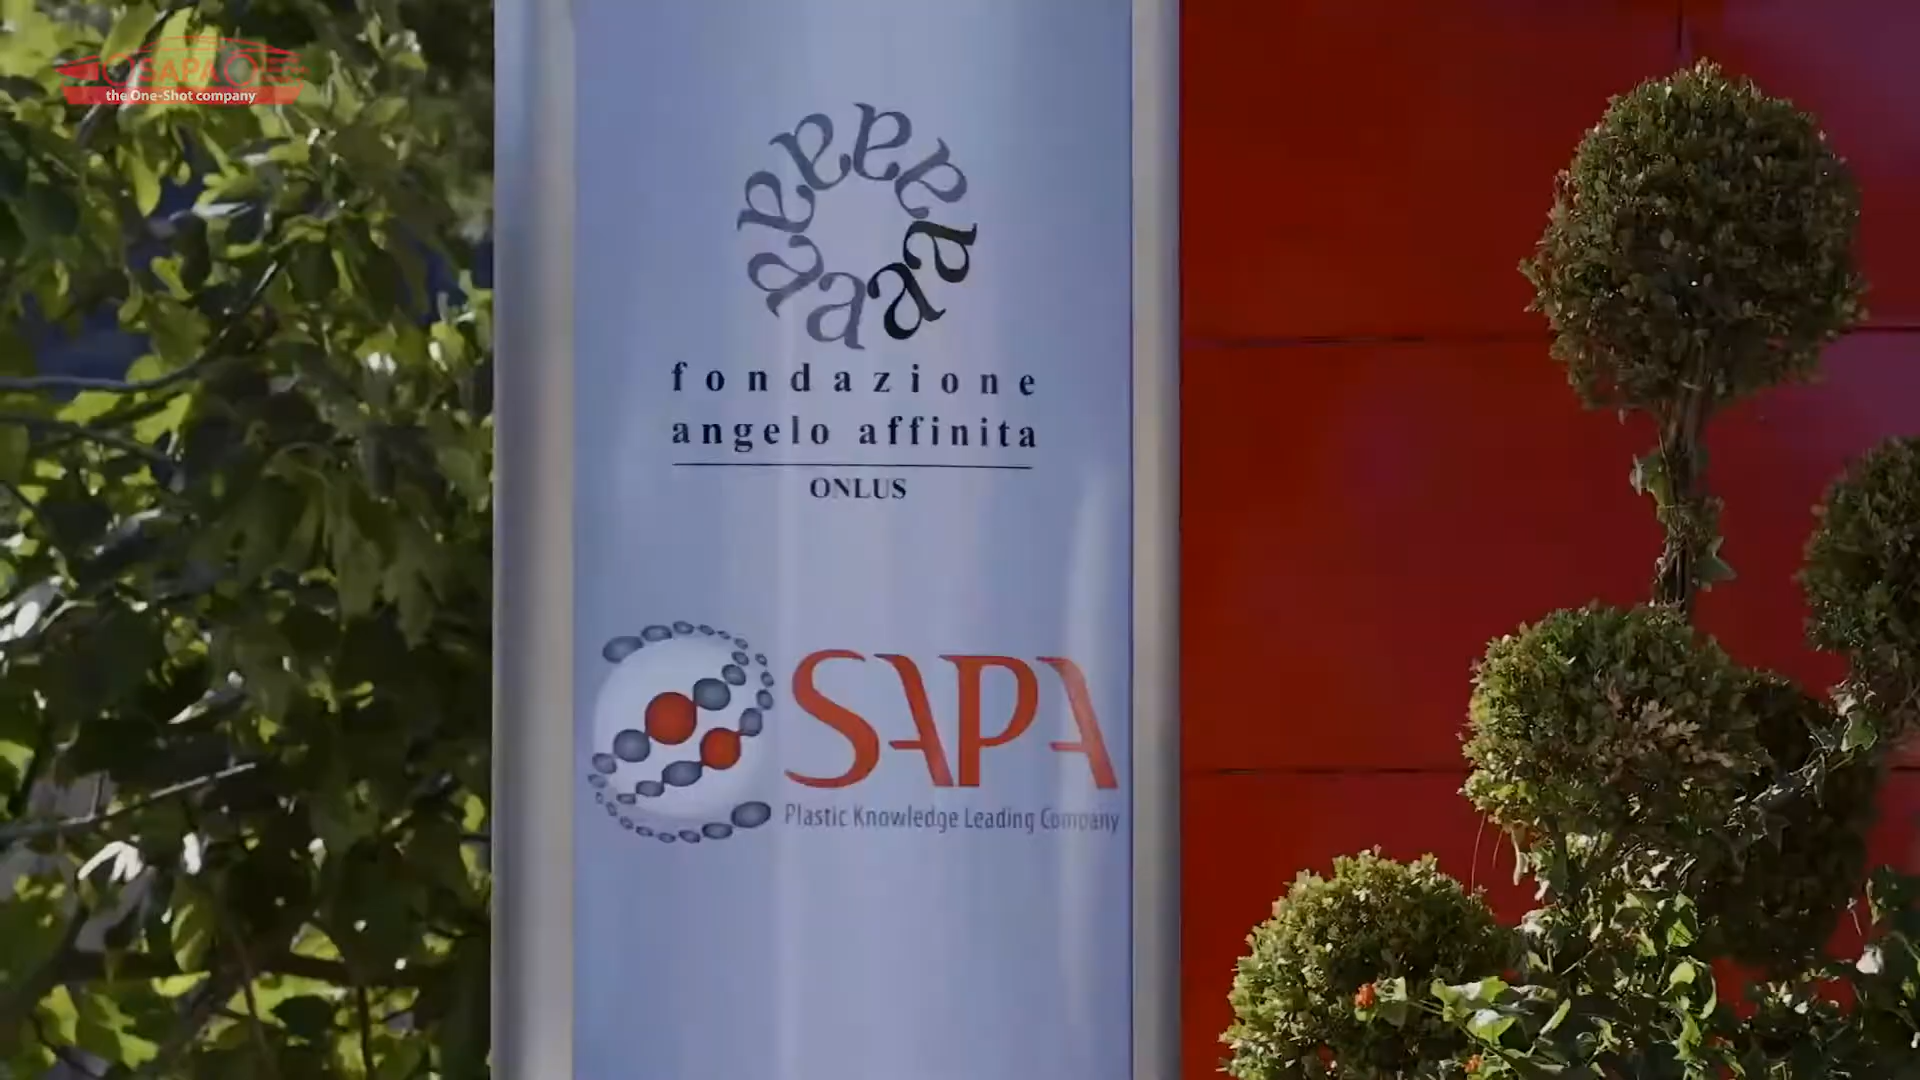 SAPA
the One-Shot company
a a a a a a a a a
fondazione
angelo affinita
ONLUS
SAPA
Plastic Knowledge Leading Company